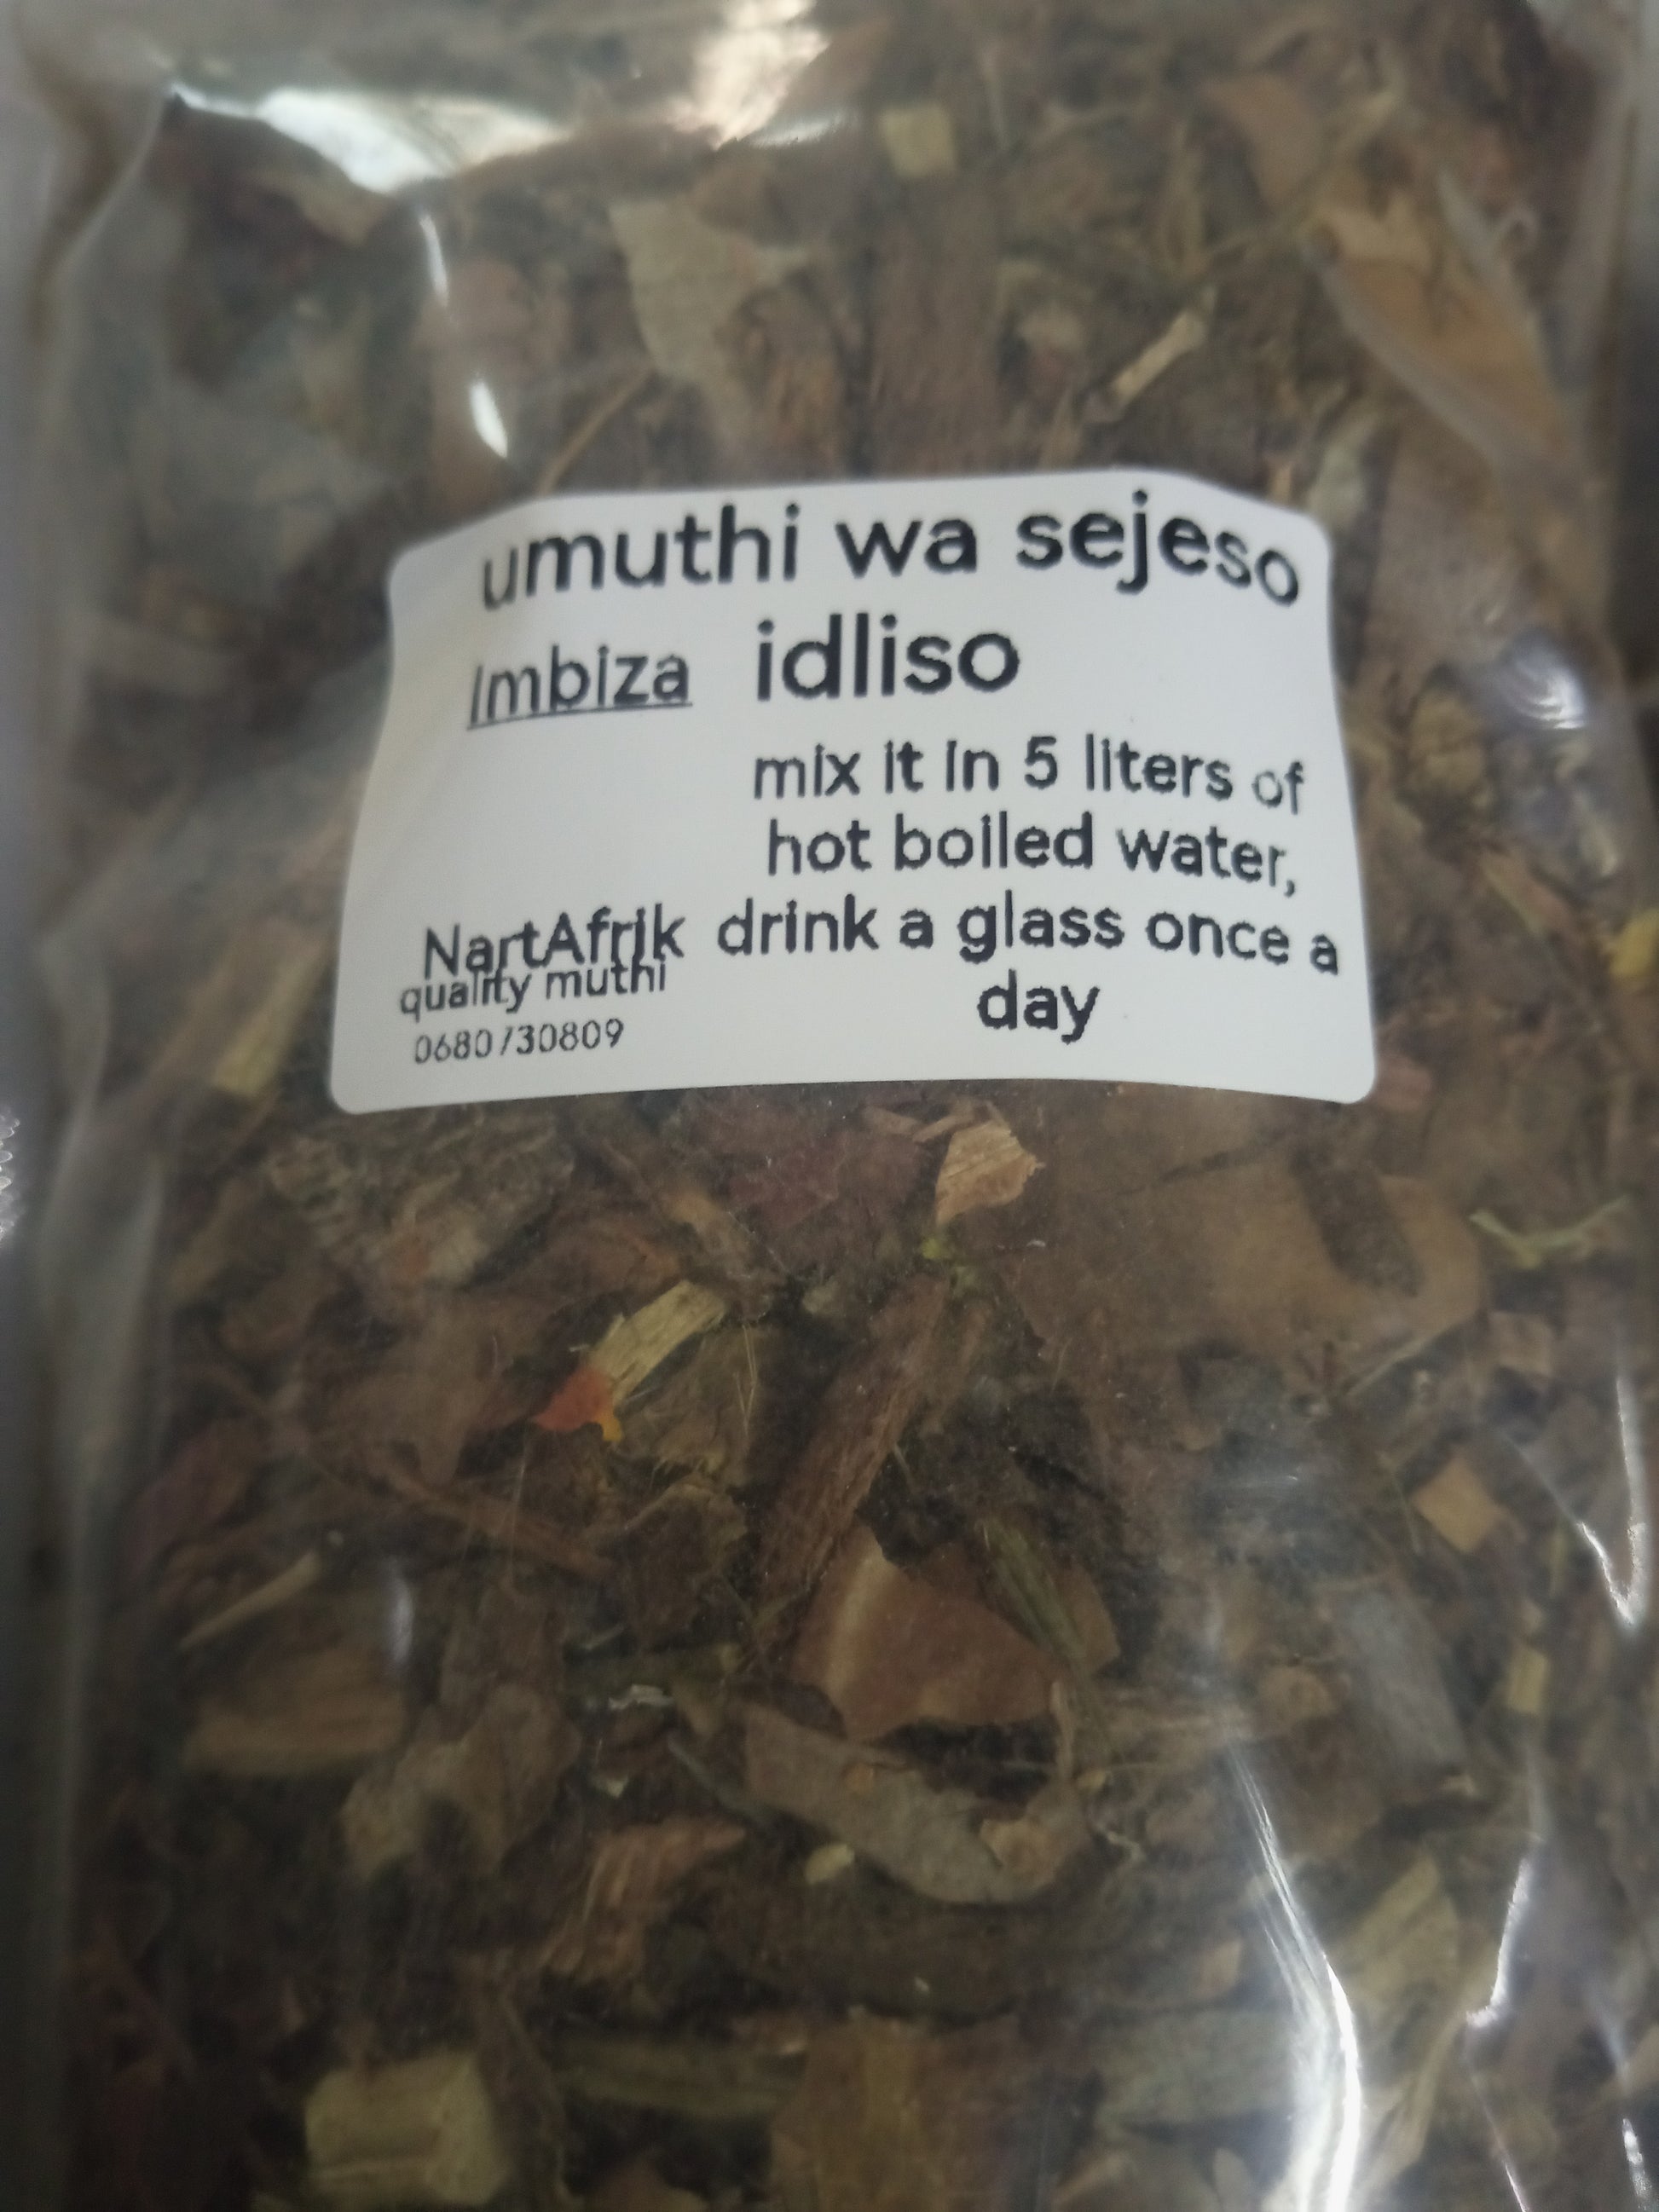 umuthi wa sejeso
Imbiza idliso
mix it in 5 liters of
hot boiled water,
drink a glass once a
day
NartAfrik
quality muthi
0680730809